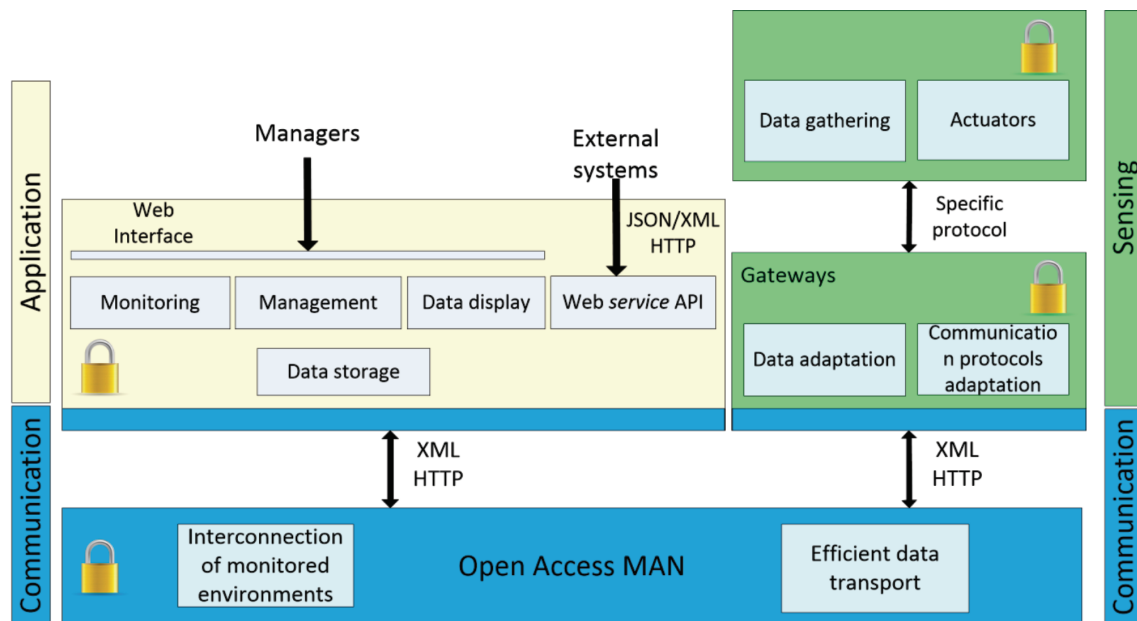 Application
Communication
Managers
External
systems
Web
Interface
JSON/XML
HTTP
Monitoring
Management
Data display
Web service API
Data storage
XML
HTTP
Data gathering
Actuators
Specific
protocol
Gateways
Data adaptation
Communicatio
n protocols
adaptation
XML
HTTP
Interconnection
of monitored
environments
Open Access MAN
Efficient data
transport
Sensing
Communication